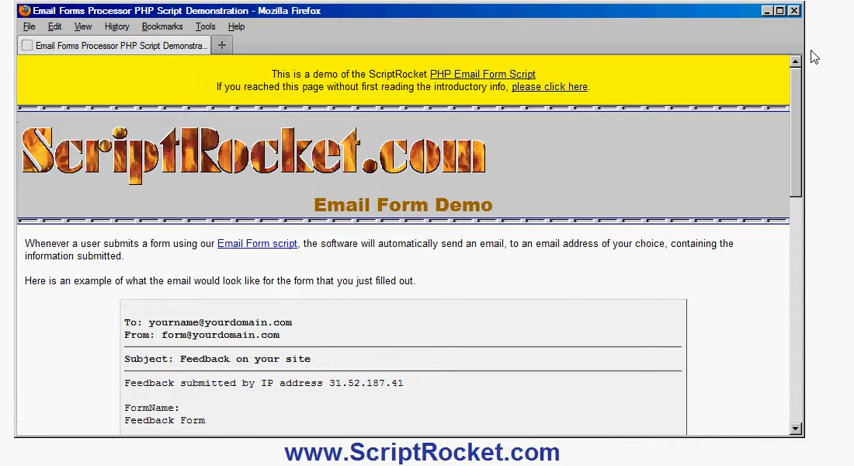 Email Forms Processor PHP Script Demonstration - Mozilla Firefox
File Edit View History Bookmarks Tools Help
Email Forms Processor PHP Script Demonstra... +
This is a demo of the ScriptRocket PHP Email Form Script
If you reached this page without first reading the introductory info, please click here.
ScriptRocket.com
Email Form Demo
Whenever a user submits a form using our Email Form script, the software will automatically send an email, to an email address of your choice, containing the
information submitted.
Here is an example of what the email would look like for the form that you just filled out.
To: yourname@yourdomain.com
From: form@yourdomain.com
Subject: Feedback on your site
Feedback submitted by IP address 31.52.187.41
FormName:
Feedback Form
www.ScriptRocket.com